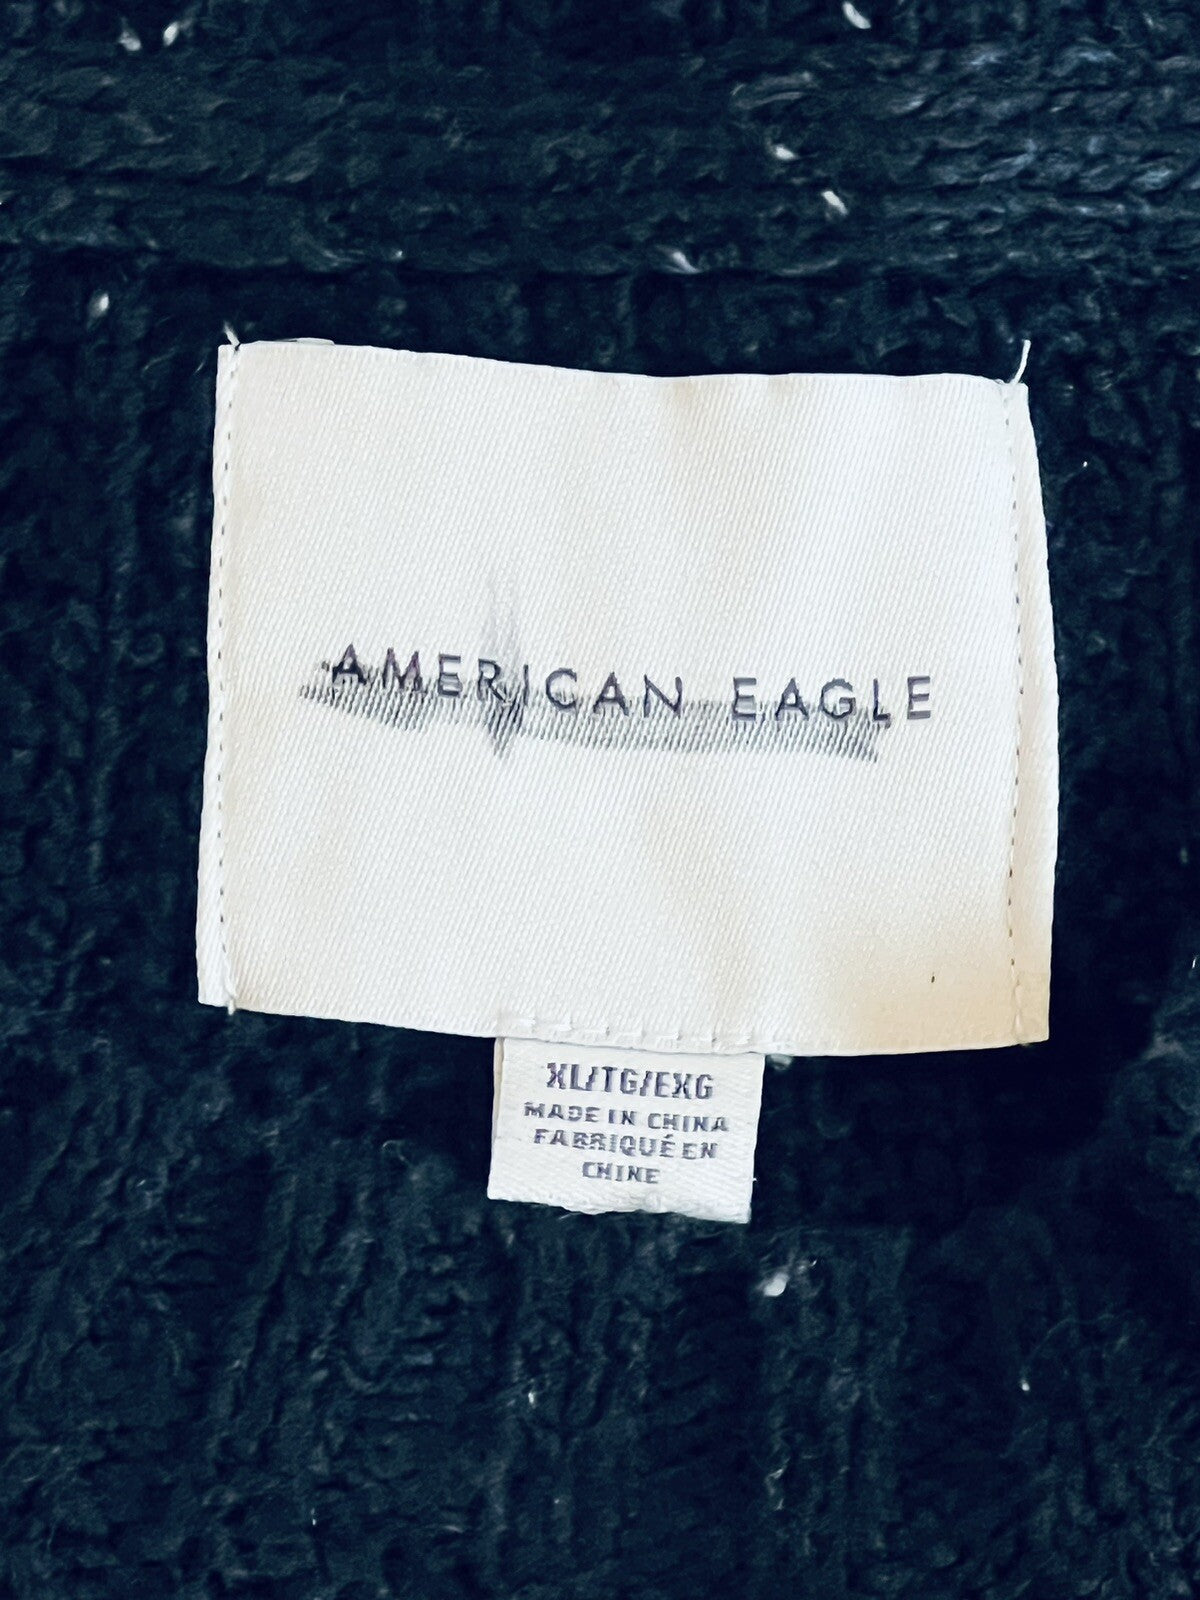 AMERICAN EAGLE
XL/TG/EXG
MADE IN CHINA
FABRIQUÉ EN
CHINE